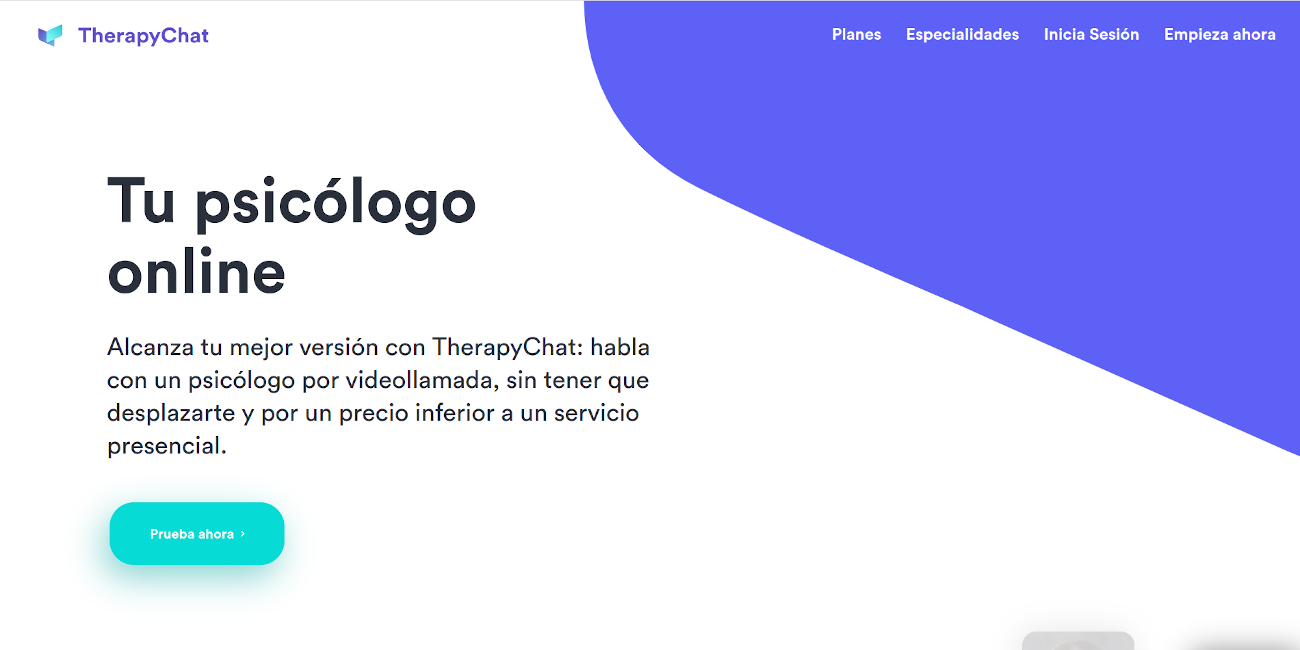 TherapyChat
Planes Especialidades Inicia Sesión Empieza ahora
Tu psicólogo
online
Alcanza tu mejor versión con TherapyChat: habla
con un psicólogo por videollamada, sin tener que
desplazarte y por un precio inferior a un servicio
presencial.
Prueba ahora ›